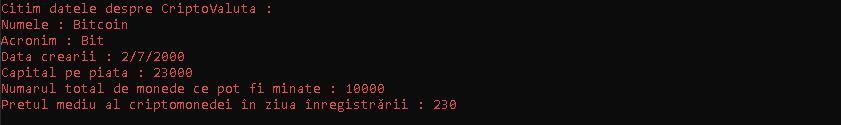 Citim datele despre CriptoValuta :
Numele : Bitcoin
Acronim : Bit
Data crearii : 2/7/2000
Capital pe piata : 23000
Numarul total de monede ce pot fi minate : 10000
Pretul mediu al criptomonedei în ziua înregistrării : 230